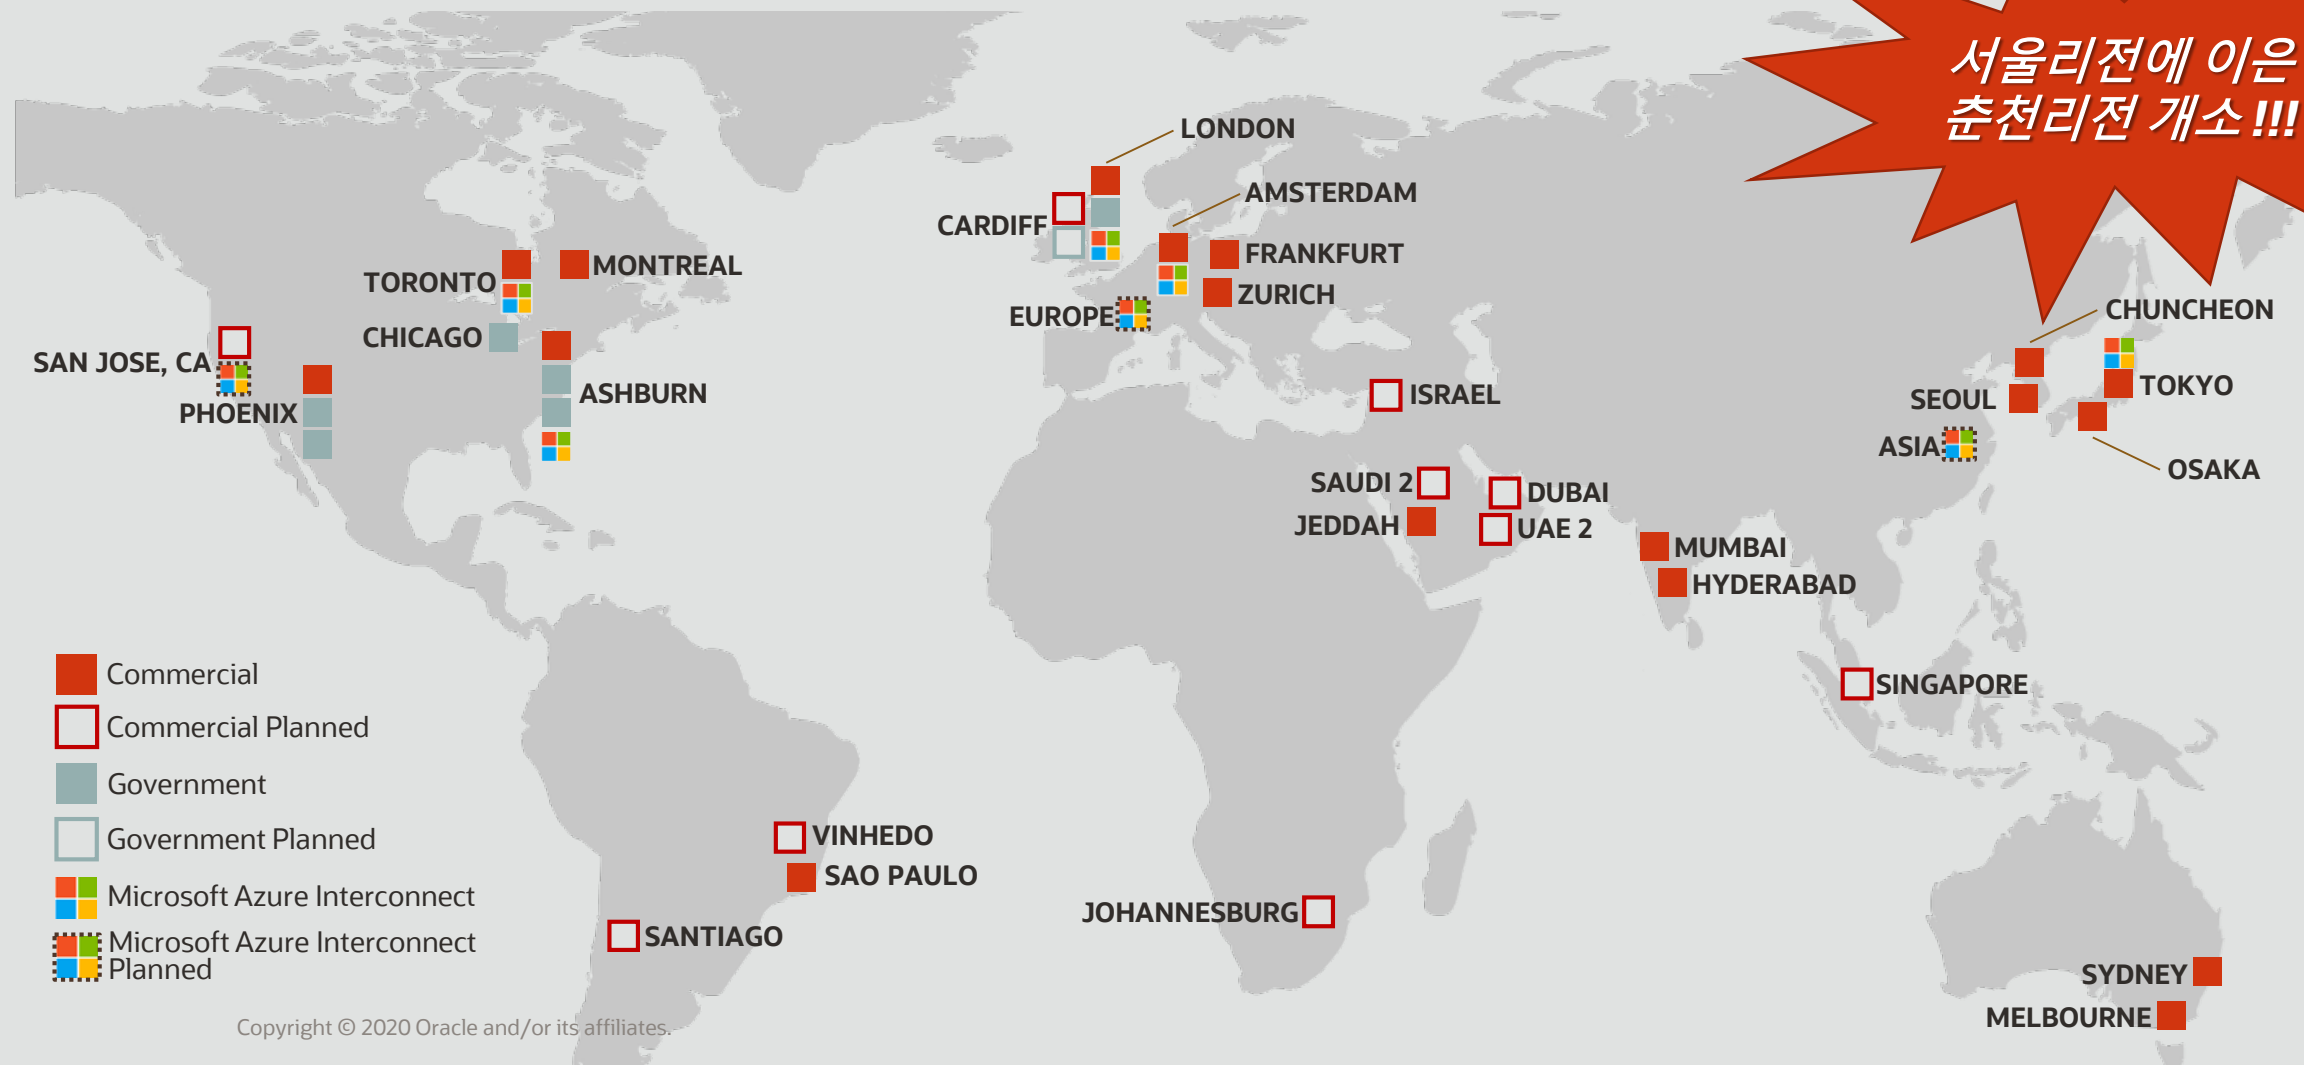 서울리전에 이은
춘천리전 개소 !!!
LONDON
AMSTERDAM
CARDIFF
FRANKFURT
MONTREAL
TORONTO
ZURICH
EUROPE
CHUNCHEON
CHICAGO
SAN JOSE, CA
ASHBURN
PHOENIX
ISRAEL
SEOUL
TOKYO
ASIA
OSAKA
SAUDI 2
DUBAI
JEDDAH
UAE 2
MUMBAI
HYDERABAD
SINGAPORE
Commercial
Commercial Planned
Government
Government Planned
Microsoft Azure Interconnect
Microsoft Azure Interconnect
Planned
VINHEDO
SAO PAULO
SANTIAGO
JOHANNESBURG
SYDNEY
MELBOURNE
Copyright © 2020 Oracle and/or its affiliates.